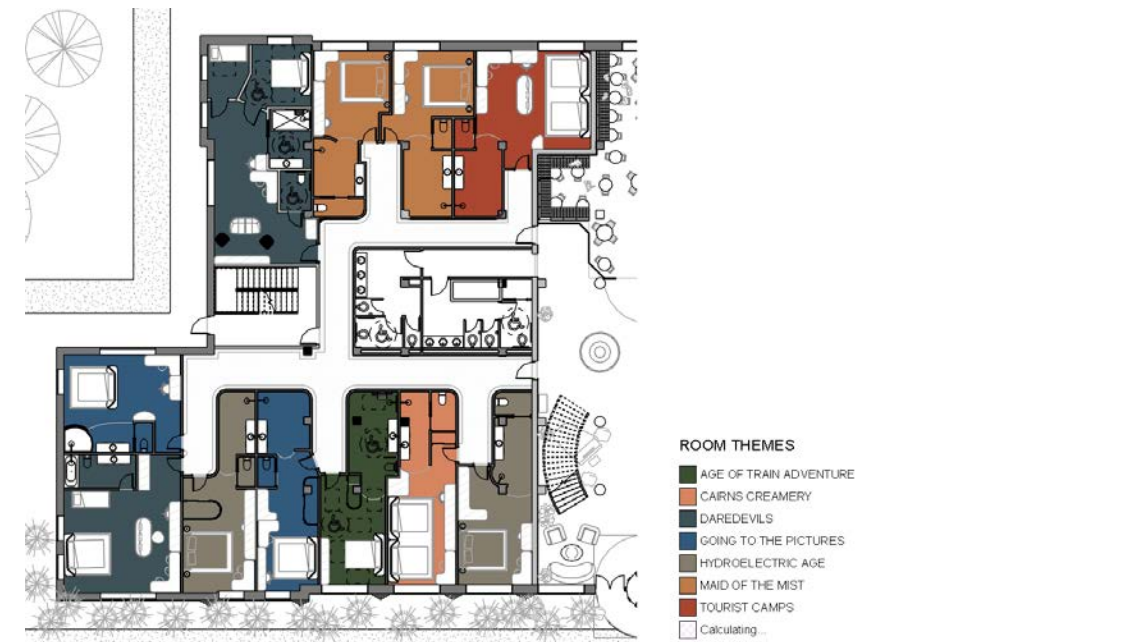 ROOM THEMES
AGE OF TRAIN ADVENTURE
CAIRNS CREAMERY
DAREDEVILS
GOING TO THE PICTURES
HYDROELECTRIC AGE
MAID OF THE MIST
TOURIST CAMPS
Calculating...